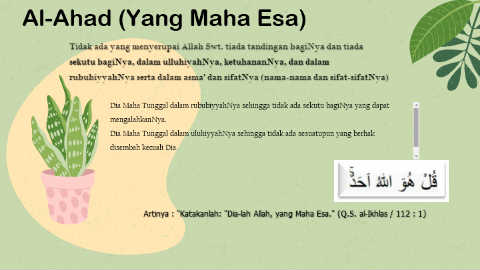 Al-Ahad (Yang Maha Esa)
Tidak ada yang menyerupai Allah Swt. tiada tandingan bagiNya dan tiada
sekutu bagiNya, dalam ulluhiyahNya, ketuhananNya, dan dalam
rububiyyahNya serta dalam asma' dan sifatNya (nama-nama dan sifat-sifatNya)
Dia Maha Tunggal dalam rububiyyahNya sehingga tidak ada sekutu bagiNya yang dapat
mengalahkanNya.
Dia Maha Tunggal dalam uluhiyyahNya sehingga tidak ada sesuatupun yang berhak
disembah kecuali Dia.
قُلْ هُوَ اللّٰهُ اَحَدٌۚ
Artinya : "Katakanlah: "Dia-lah Allah, yang Maha Esa." (Q.S. al-Ikhlas / 112 : 1)